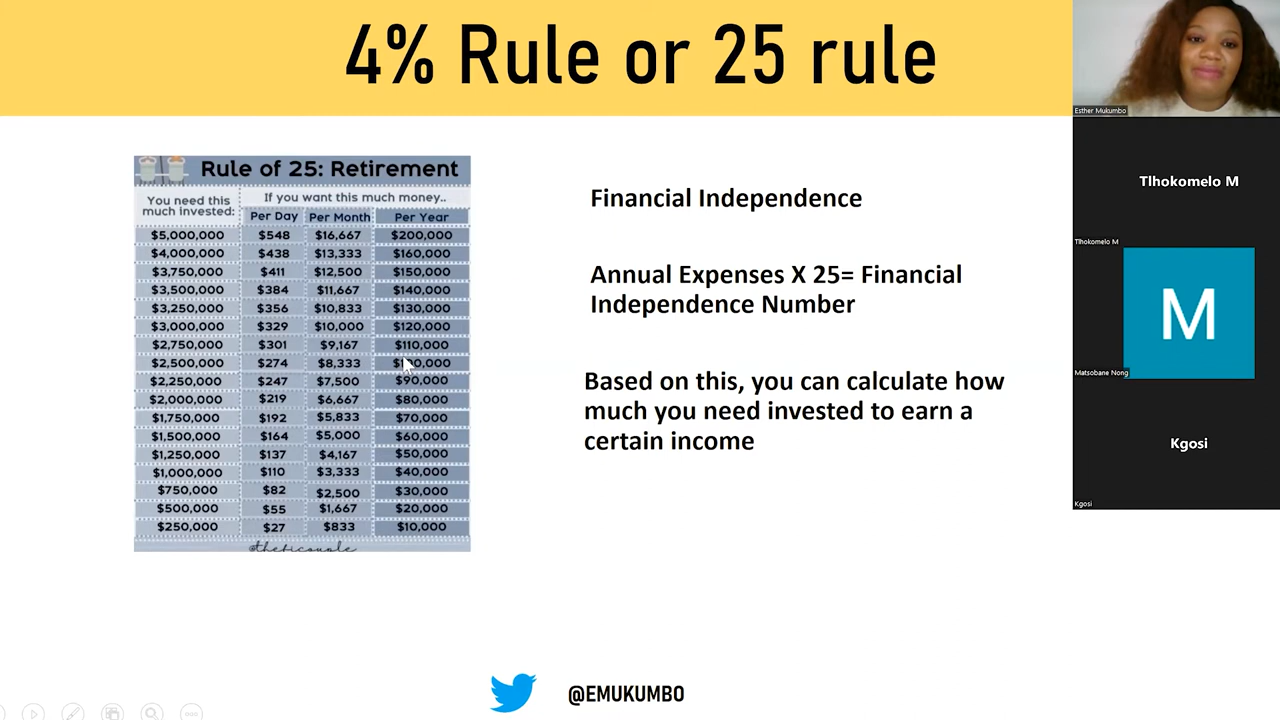 4% Rule or 25 rule
Esther Mukumbo
Tlhokomelo M
Tlhokomelo M
M
Matsobane Nong
Kgosi
Kgosi
Rule of 25: Retirement
You need this
much invested:
If you want this much money..
Per Day Per Month Per Year
$5,000,000 $548 $16,667 $200,000
$4,000,000 $438 $13,333 $160,000
$3,750,000 $411 $12,500 $150,000
$3,500,000 $384 $11,667 $140,000
$3,250,000 $356 $10,833 $130,000
$3,000,000 $329 $10,000 $120,000
$2,750,000 $301 $9,167 $110,000
$2,500,000 $274 $8,333
$2,250,000 $247 $7,500 $90,000
$2,000,000 $219 $6,667 $80,000
$1,750,000 $192 $5,833 $70,000
$1,500,000 $164 $5,000 $60,000
$1,250,000 $137 $4,167 $50,000
$1,000,000 $110 $3,333 $40,000
$750,000 $82 $2,500 $30,000
$500,000 $55 $1,667 $20,000
$250,000 $27 $833 $10,000
@theficouple
Financial Independence
Annual Expenses X 25= Financial
Independence Number
Based on this, you can calculate how
much you need invested to earn a
certain income
@EMUKUMBO